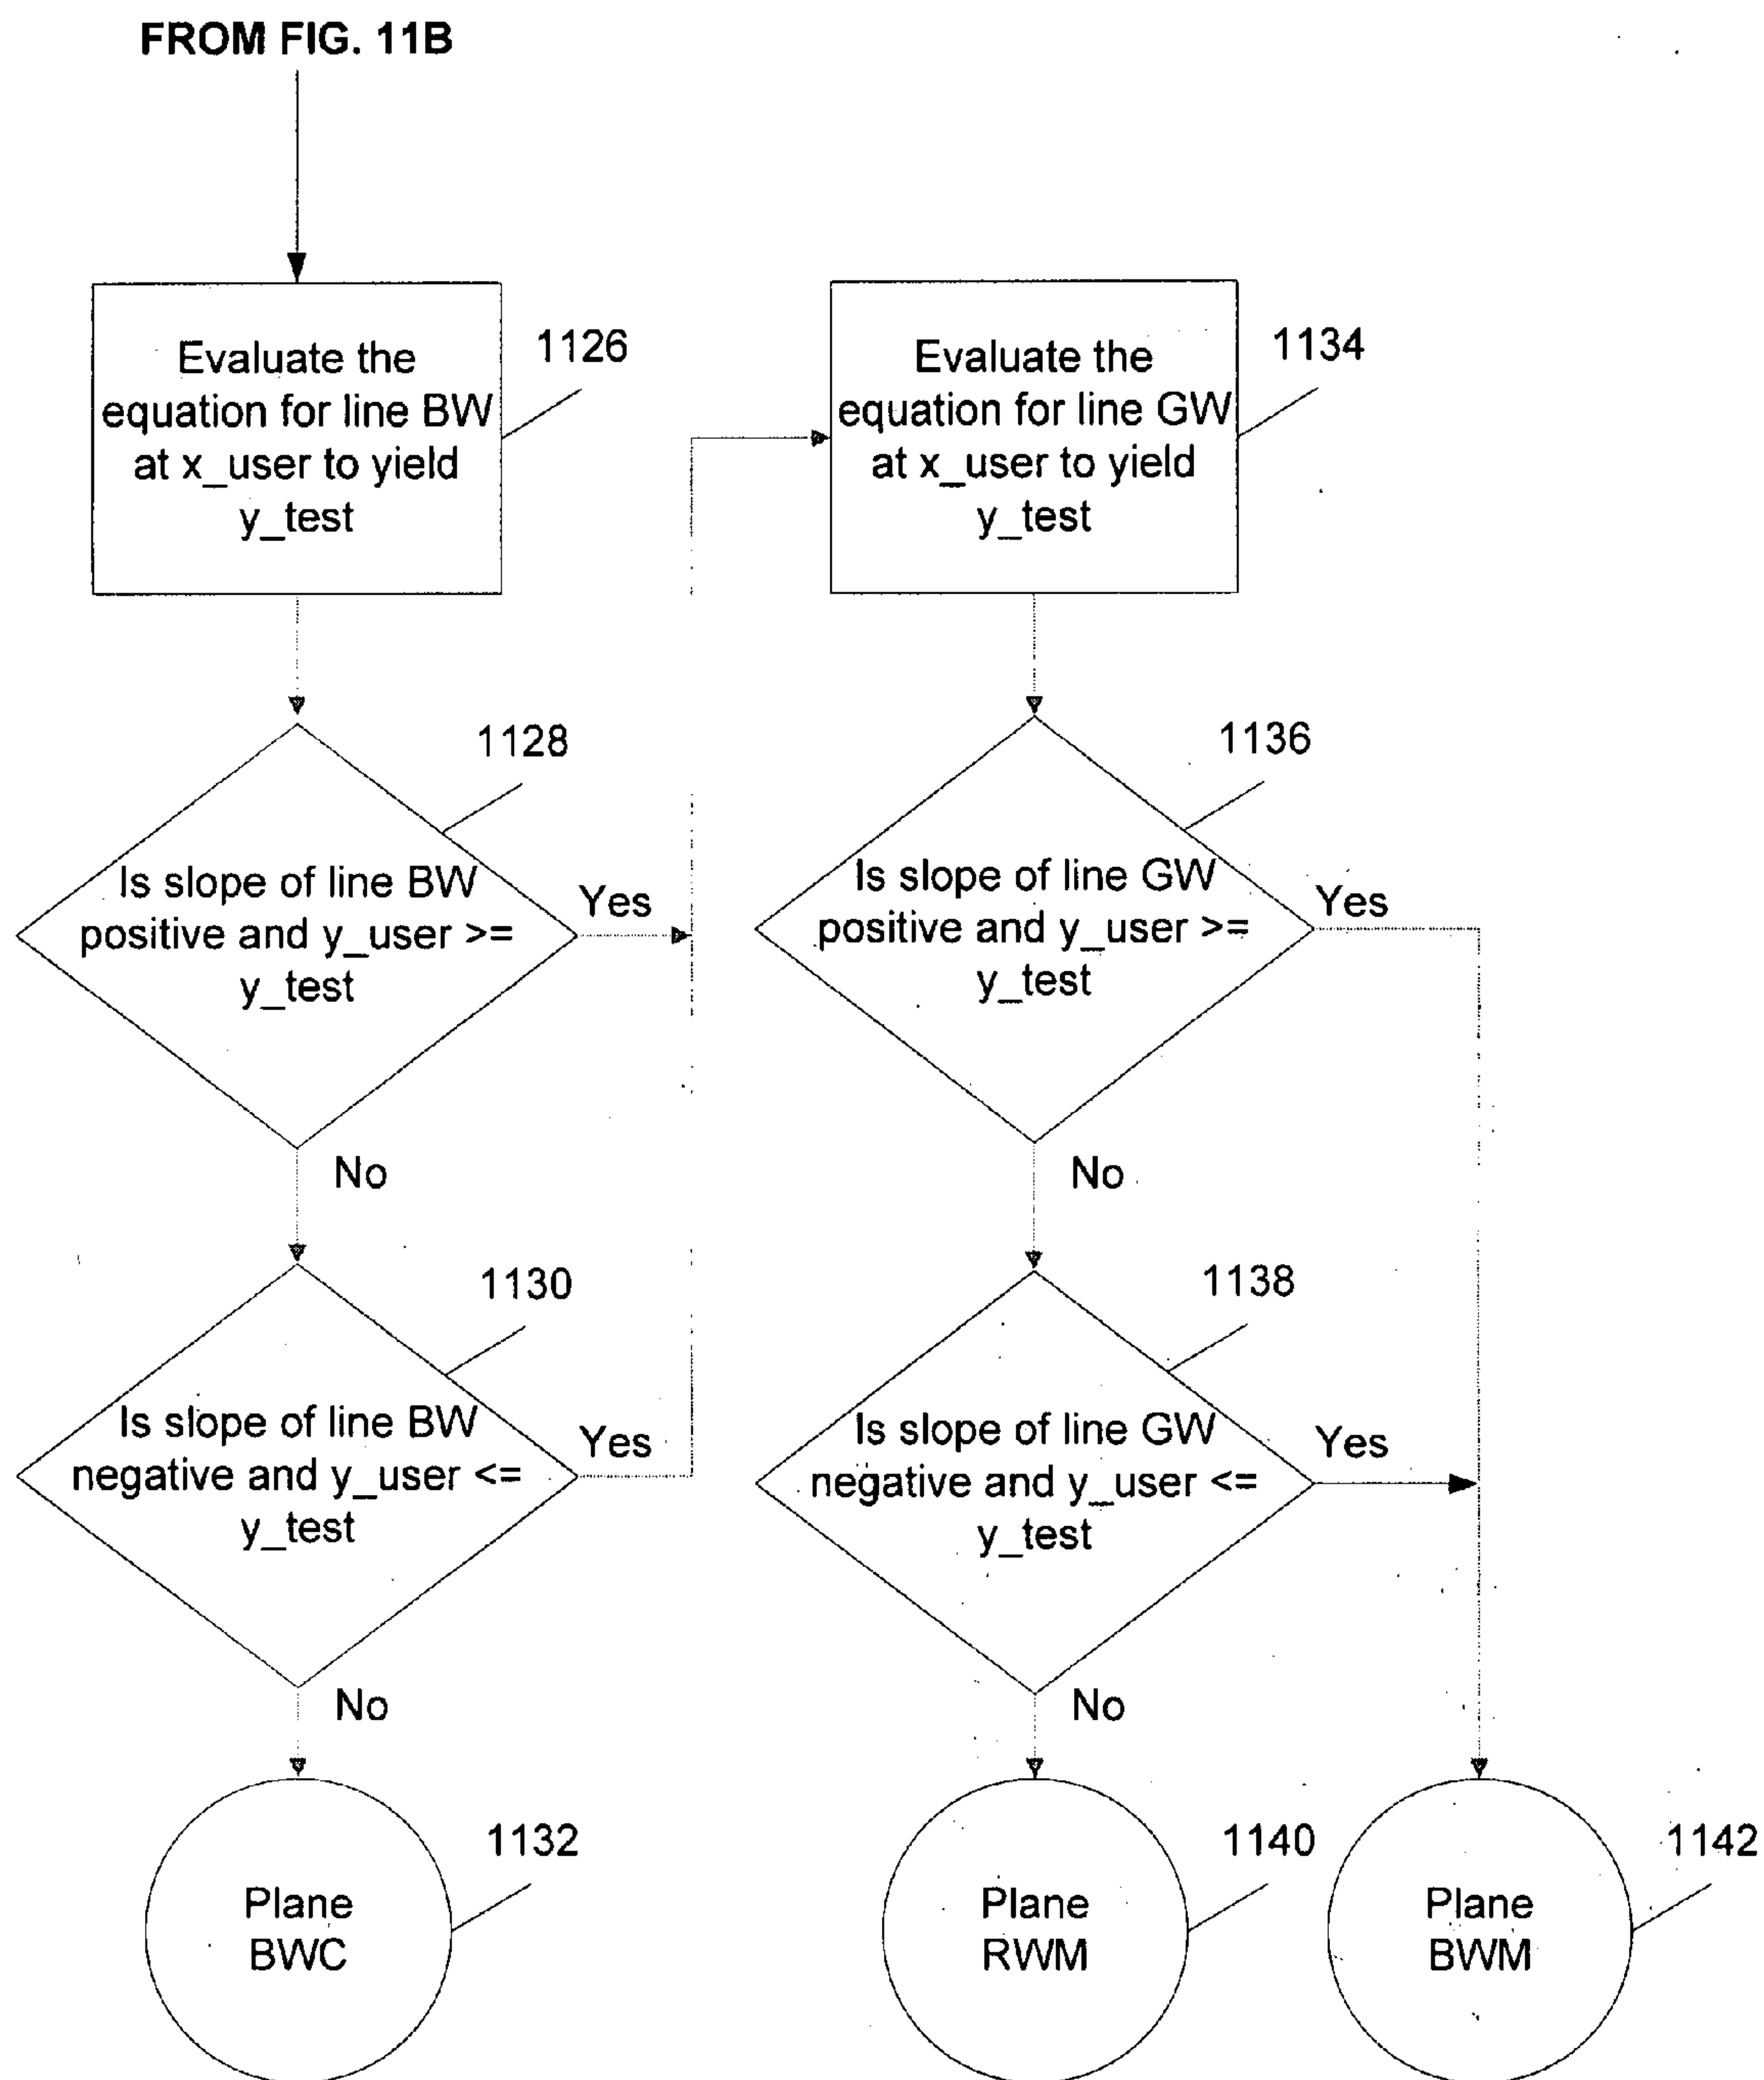 FROM FIG. 11B
Evaluate the
equation for line BW
at x_user to yield
y_test
1126
Evaluate the
equation for line GW
at x_user to yield
y_test
1134
1128
Is slope of line BW
positive and y_user >=
y_test
Yes
No
1136
Is slope of line GW
positive and y_user >=
y_test
Yes
No
1130
Is slope of line BW
negative and y_user <=
y_test
Yes
No
1138
Is slope of line GW
negative and y_user <=
y_test
Yes
No
Plane
BWC
1132
Plane
RWM
1140
Plane
BWM
1142